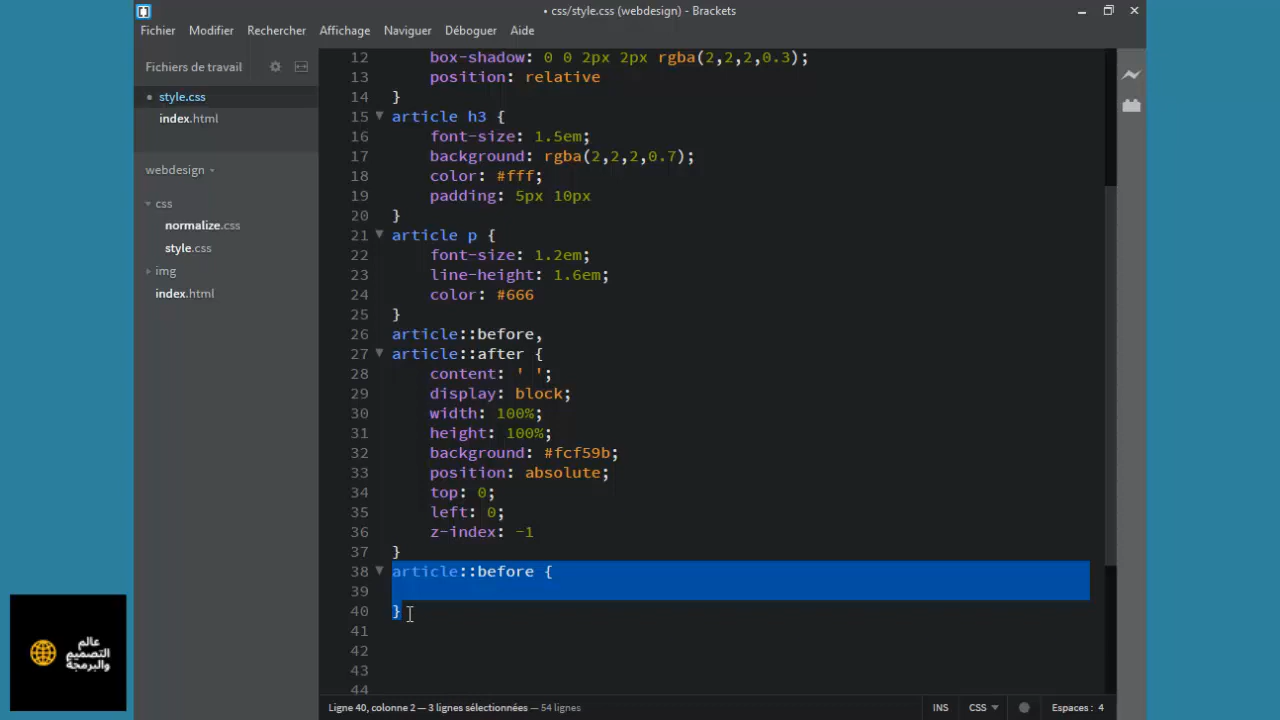 • css/style.css (webdesign) - Brackets
Fichier Modifier Rechercher Affichage Naviguer Déboguer Aide
Fichiers de travail
• style.css
index.html
webdesign
css
normalize.css
style.css
img
index.html
12 box-shadow: 0 0 2px 2px rgba(2,2,2,0.3);
13 position: relative
14 }
15 article h3 {
16 font-size: 1.5em;
17 background: rgba(2,2,2,0.7);
18 color: #fff;
19 padding: 5px 10px
20 }
21 article p {
22 font-size: 1.2em;
23 line-height: 1.6em;
24 color: #666
25 }
26 article::before,
27 article::after {
28 content: ' ';
29 display: block;
30 width: 100%;
31 height: 100%;
32 background: #fcf59b;
33 position: absolute;
34 top: 0;
35 left: 0;
36 z-index: -1
37 }
38 article::before {
39
40 }
41
42
43
44
عالم
التصميم
والبرمجة
Ligne 40, colonne 2 — 3 lignes sélectionnées — 54 lignes
INS CSS Espaces : 4